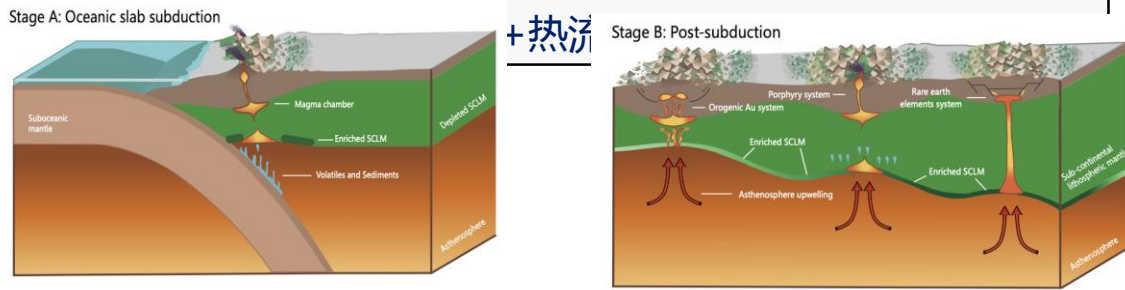 Stage A: Oceanic slab subduction
Magma chamber
Depleted SCLM
Suboceanic
mantle
Enriched SCLM
Volatiles and Sediments
Asthenosphere
+热流
Stage B: Post-subduction
Porphyry system
Rare earth
elements system
Orogenic Au system
Enriched SCLM
Enriched SCLM
Sub-continental
lithospheric mantle
Asthenosphere upwelling
Asthenosphere